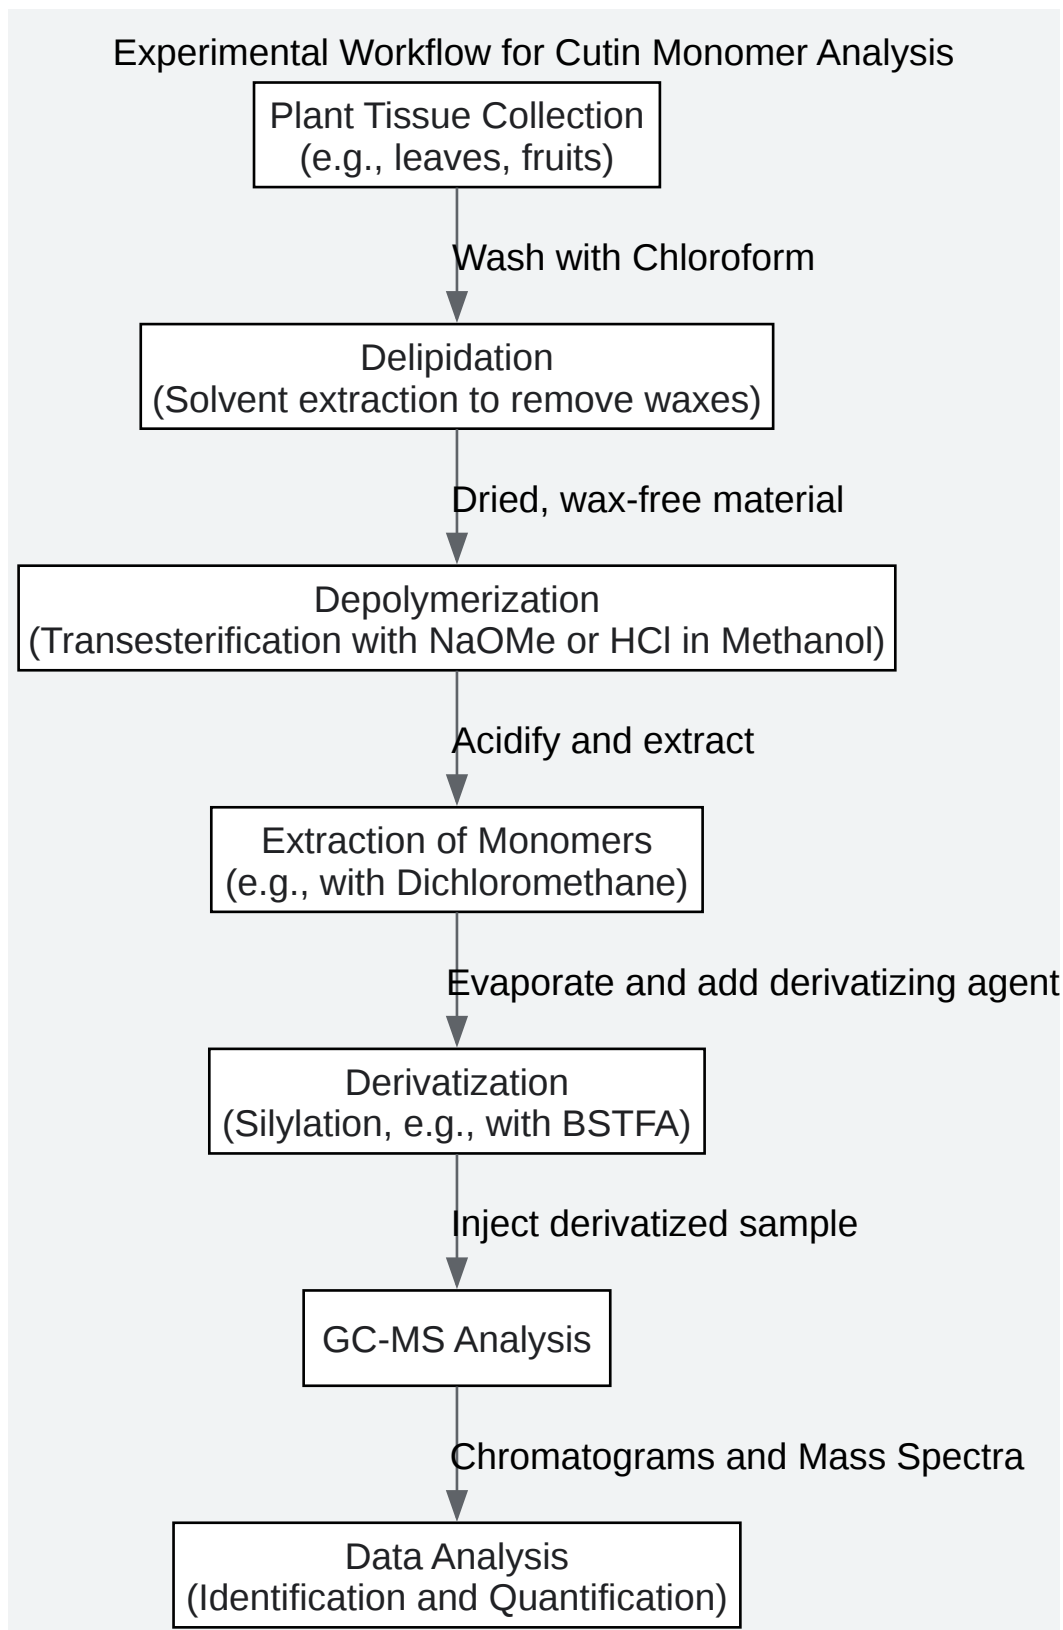 Experimental Workflow for Cutin Monomer Analysis
Plant Tissue Collection
(e.g., leaves, fruits)
Wash with Chloroform
Delipidation
(Solvent extraction to remove waxes)
Dried, wax-free material
Depolymerization
(Transesterification with NaOMe or HCl in Methanol)
Acidify and extract
Extraction of Monomers
(e.g., with Dichloromethane)
Evaporate and add derivatizing agent
Derivatization
(Silylation, e.g., with BSTFA)
Inject derivatized sample
GC-MS Analysis
Chromatograms and Mass Spectra
Data Analysis
(Identification and Quantification)